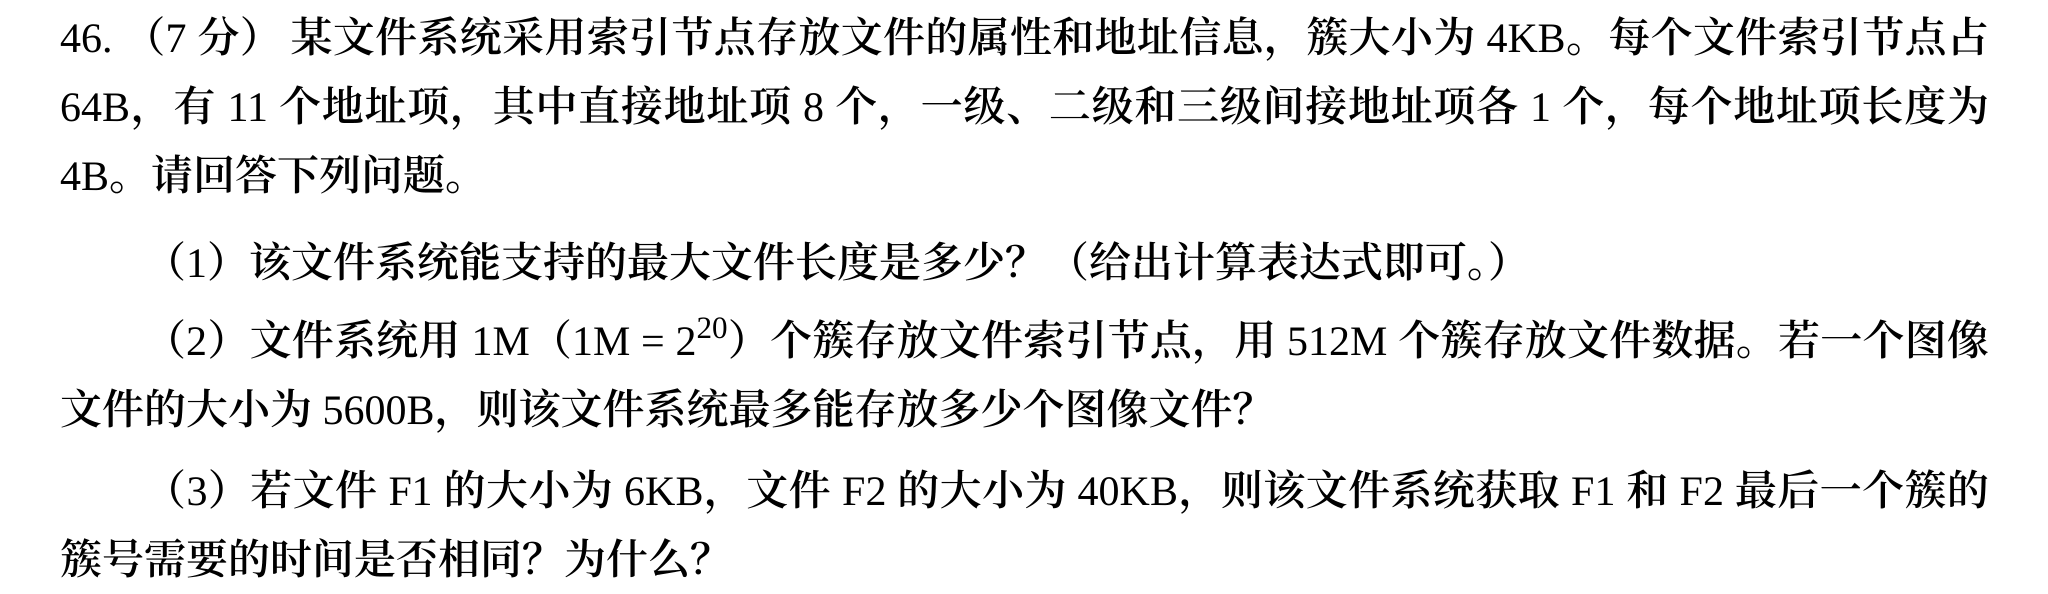 46. （7 分） 某文件系统采用索引节点存放文件的属性和地址信息，簇大小为 4KB。每个文件索引节点占
64B，有 11 个地址项，其中直接地址项 8 个，一级、二级和三级间接地址项各 1 个，每个地址项长度为
4B。请回答下列问题。
（1）该文件系统能支持的最大文件长度是多少？（给出计算表达式即可。）
（2）文件系统用 1M（1M = 2^20）个簇存放文件索引节点，用 512M 个簇存放文件数据。若一个图像
文件的大小为 5600B，则该文件系统最多能存放多少个图像文件？
（3）若文件 F1 的大小为 6KB，文件 F2 的大小为 40KB，则该文件系统获取 F1 和 F2 最后一个簇的
簇号需要的时间是否相同？为什么？